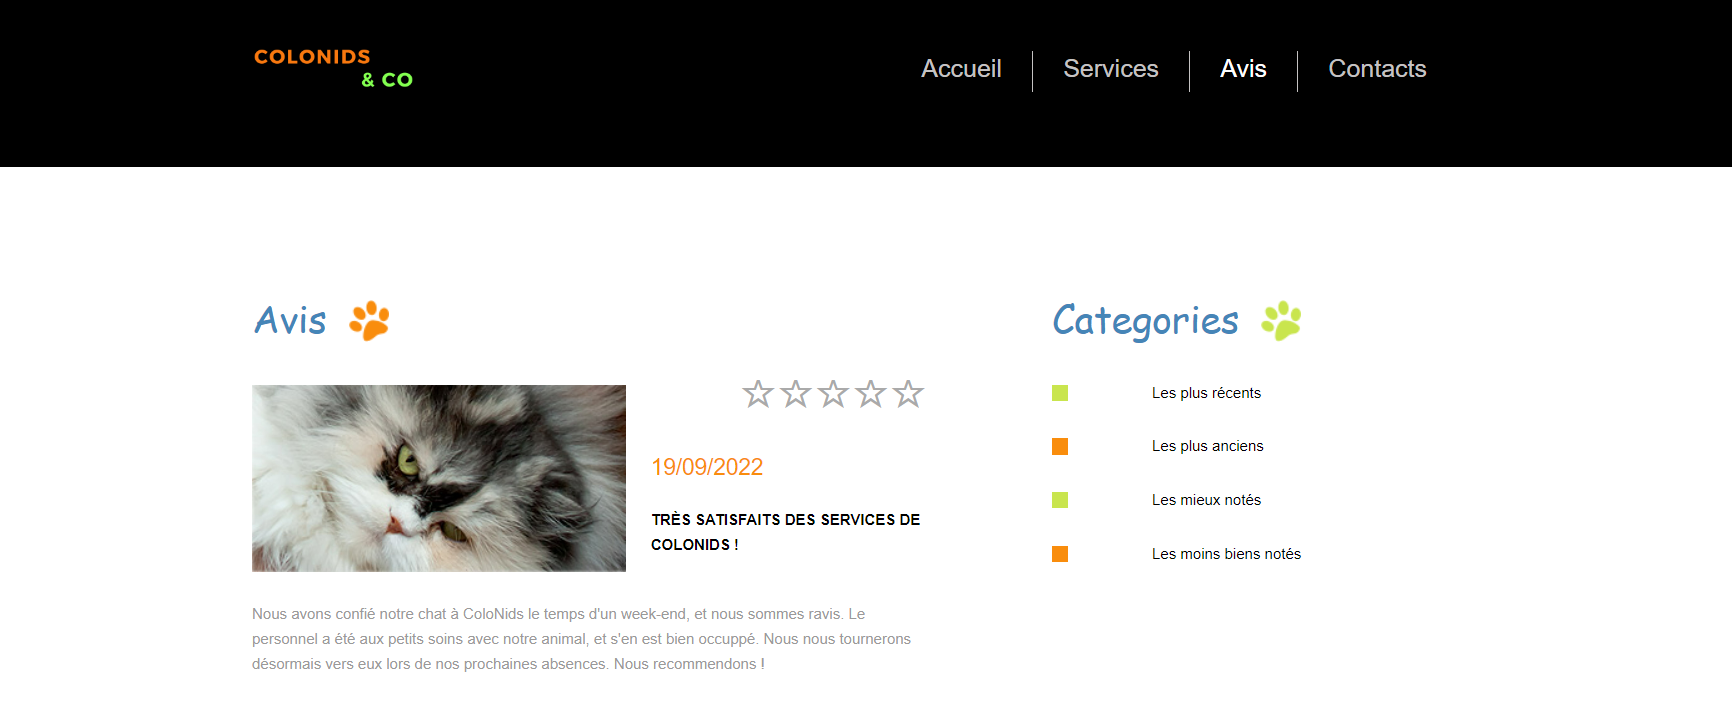 COLONIDS
& CO
Accueil
Services
Avis
Contacts
Avis
19/09/2022
TRÈS SATISFAITS DES SERVICES DE
COLONIDS !
Nous avons confié notre chat à ColoNids le temps d'un week-end, et nous sommes ravis. Le
personnel a été aux petits soins avec notre animal, et s'en est bien occuppé. Nous nous tournerons
désormais vers eux lors de nos prochaines absences. Nous recommendons !
Categories
Les plus récents
Les plus anciens
Les mieux notés
Les moins biens notés